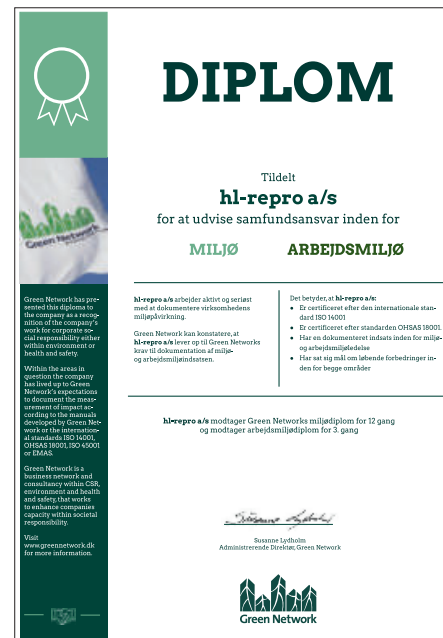 DIPLOM
Tildelt
hl-repro a/s
for at udvise samfundsansvar inden for
MILJØ
ARBEJDSMILJØ
hl-repro a/s arbejder aktivt og seriøst
med at dokumentere virksomhedens
miljøpåvirkning.
Green Network kan konstatere, at
hl-repro a/s lever op til Green Networks
krav til dokumentation af miljø-
og arbejdsmiljøindsatsen.
Det betyder, at hl-repro a/s:
• Er certificeret efter den internationale stan-
dard ISO 14001
• Er certificeret efter standarden OHSAS 18001.
• Har en dokumenteret indsats inden for miljø-
og arbejdsmiljøledelse
• Har sat sig mål om løbende forbedringer in-
den for begge områder
hl-repro a/s modtager Green Networks miljødiplom for 12 gang
og modtager arbejdsmiljødiplom for 3. gang
Susanne Lydholm
Susanne Lydholm
Administrerende Direktør, Green Network
Green Network
Green Network
Green Network has pre-
sented this diploma to
the company as a recog-
nition of the company's
work for corporate so-
cial responsibility either
within environment or
health and safety.
Within the areas in
question the company
has lived up to Green
Network's expectations
to document the meas-
urement of impact ac-
cording to the manuals
developed by Green Net-
work or the internation-
al standards ISO 14001,
OHSAS 18001, ISO 45001
or EMAS.
Green Network is a
business network and
consultancy within CSR,
environment and health
and safety, that works
to enhance companies
capacity within societal
responsibility.
Visit
www.greennetwork.dk
for more information.